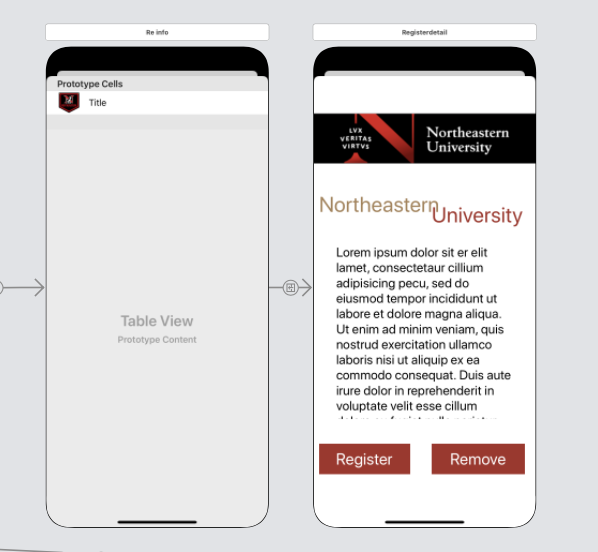 Re info
Prototype Cells
Title
Table View
Prototype Content
Registerdetail
LVX
VERITAS
VIRTVS
Northeastern
University
Northeastern
University
Lorem ipsum dolor sit er elit
lamet, consectetaur cillium
adipisicing pecu, sed do
eiusmod tempor incididunt ut
labore et dolore magna aliqua.
Ut enim ad minim veniam, quis
nostrud exercitation ullamco
laboris nisi ut aliquip ex ea
commodo consequat. Duis aute
irure dolor in reprehenderit in
voluptate velit esse cillum
Register
Remove